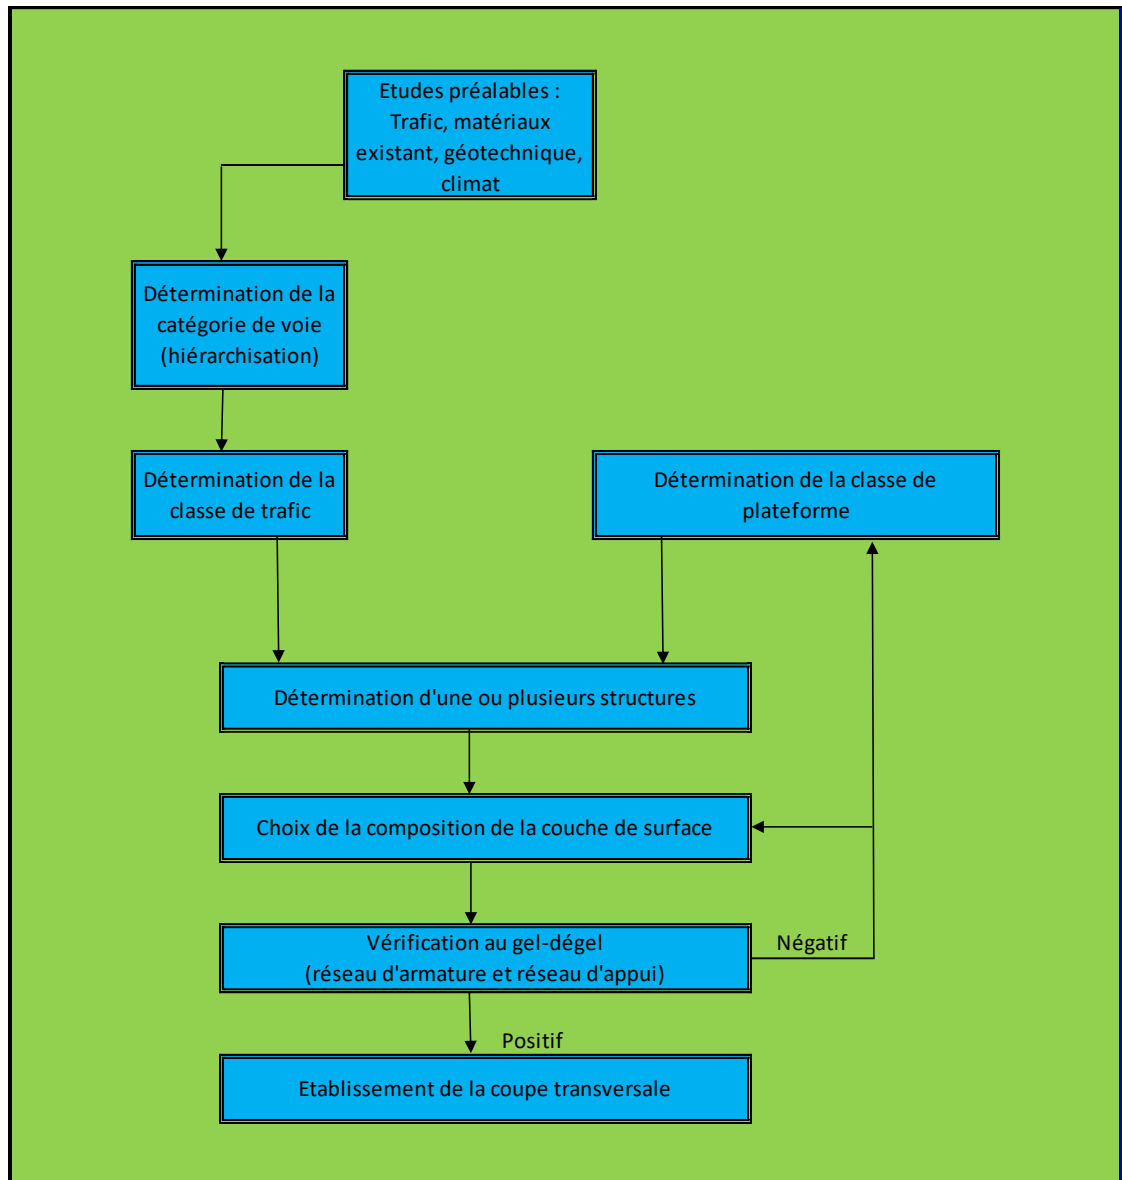 Etudes préalables :
Trafic, matériaux
existant, géotechnique,
climat
Détermination de la
catégorie de voie
(hiérarchisation)
Détermination de la
classe de trafic
Détermination de la classe de
plateforme
Détermination d'une ou plusieurs structures
Choix de la composition de la couche de surface
Vérification au gel-dégel
(réseau d'armature et réseau d'appui)
Négatif
Positif
Etablissement de la coupe transversale